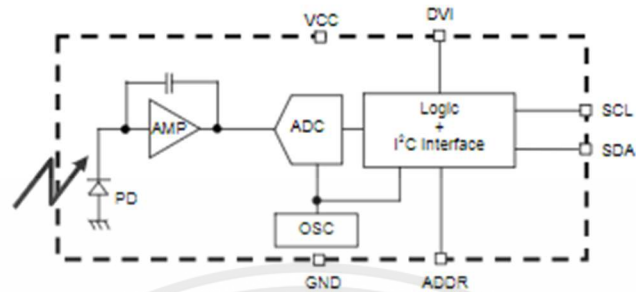 VCC
DVI
AMP
ADC
Logic
+
I²C Interface
SCL
SDA
PD
OSC
GND
ADDR